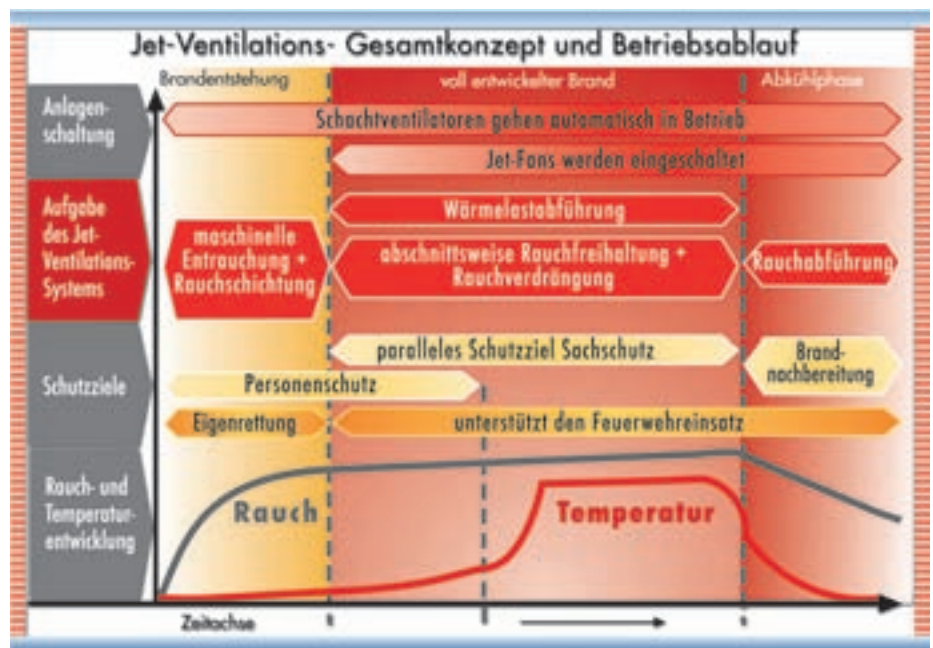 Jet-Ventilations- Gesamtkonzept und Betriebsablauf
Brandentstehung
voll entwickelter Brand
Abkühlphase
Anlagen-
schaltung
Schachtventilatoren gehen automatisch in Betrieb
Jet-Fans werden eingeschaltet
Aufgabe
des Jet-
Ventilations-
Systems
Wärmelastabführung
maschinelle
Entrauchung +
Rauchschichtung
abschnittsweise Rauchfreihaltung +
Rauchverdrängung
Rauchabführung
Schutzziele
paralleles Schutzziel Sachschutz
Brand-
nachbereitung
Personenschutz
Eigenrettung
unterstützt den Feuerwehreinsatz
Rauch- und
Temperatur-
entwicklung
Rauch
Temperatur
Zeitachse